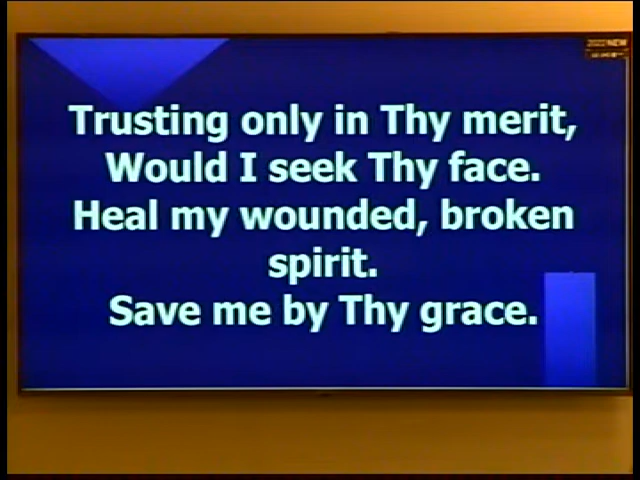 Trusting only in Thy merit,
Would I seek Thy face.
Heal my wounded, broken
spirit.
Save me by Thy grace.